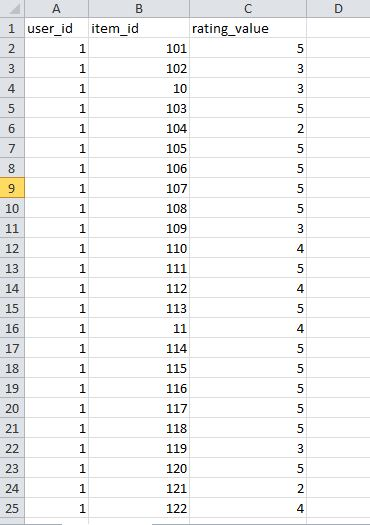 A B C D
1 user_id item_id rating_value
2 1 101 5
3 1 102 3
4 1 10 3
5 1 103 5
6 1 104 2
7 1 105 5
8 1 106 5
9 1 107 5
10 1 108 5
11 1 109 3
12 1 110 4
13 1 111 5
14 1 112 4
15 1 113 5
16 1 11 4
17 1 114 5
18 1 115 5
19 1 116 5
20 1 117 5
21 1 118 5
22 1 119 3
23 1 120 5
24 1 121 2
25 1 122 4